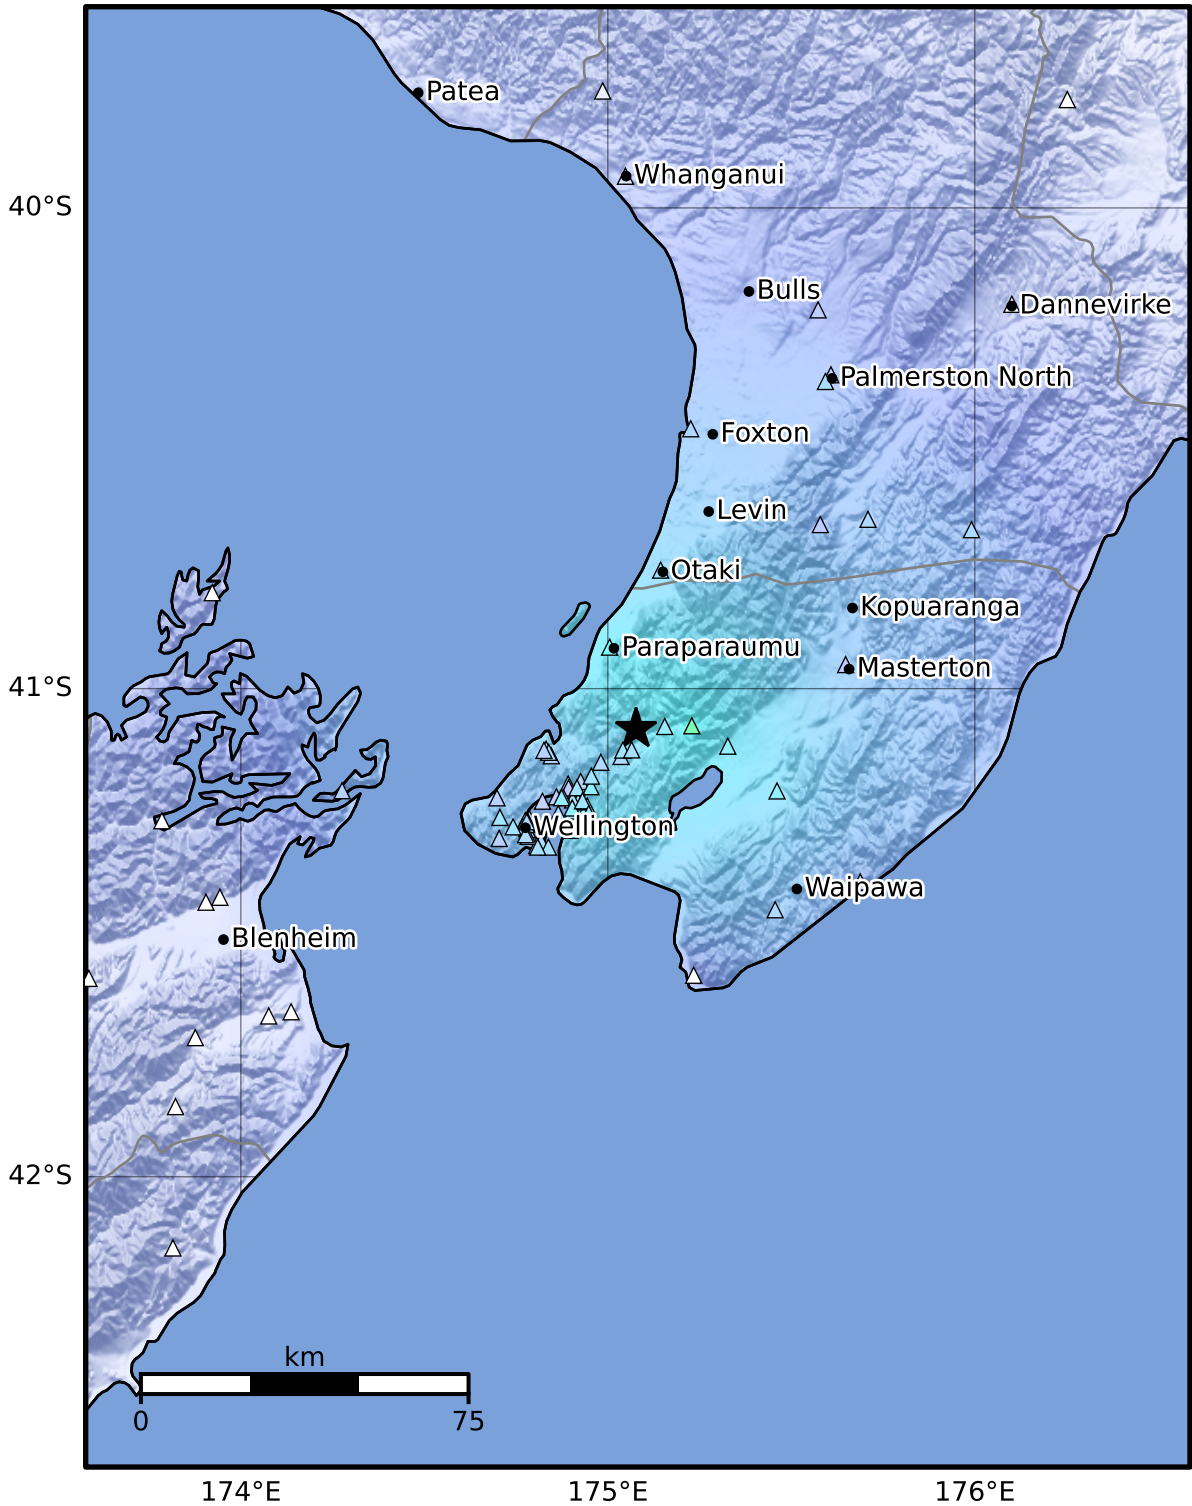 Patea
Whanganui
40°S
Bulls
Dannevirke
Palmerston North
Foxton
Levin
Otaki
Kopuaranga
Paraparaumu
Masterton
41°S
Wellington
Waipawa
Blenheim
42°S
km
0 75
174°E 175°E 176°E